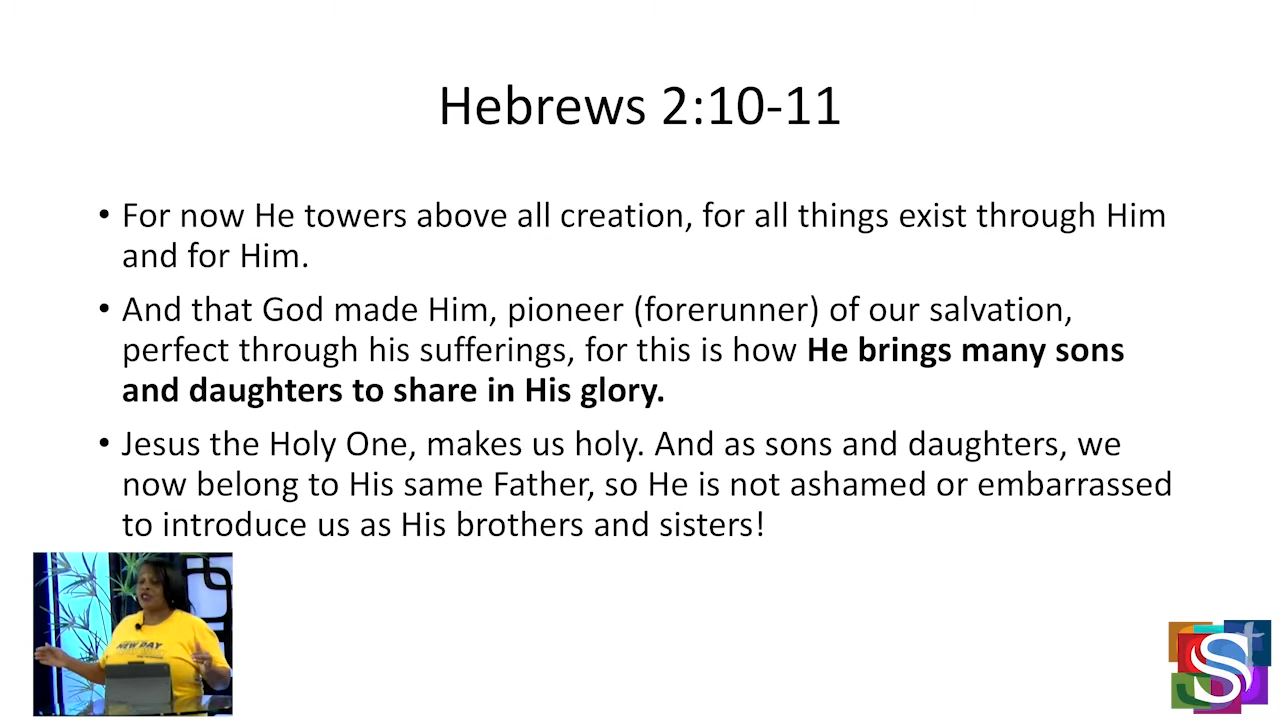 Hebrews 2:10-11
• For now He towers above all creation, for all things exist through Him
and for Him.
• And that God made Him, pioneer (forerunner) of our salvation,
perfect through his sufferings, for this is how He brings many sons
and daughters to share in His glory.
• Jesus the Holy One, makes us holy. And as sons and daughters, we
now belong to His same Father, so He is not ashamed or embarrassed
to introduce us as His brothers and sisters!
NEW DAY
S